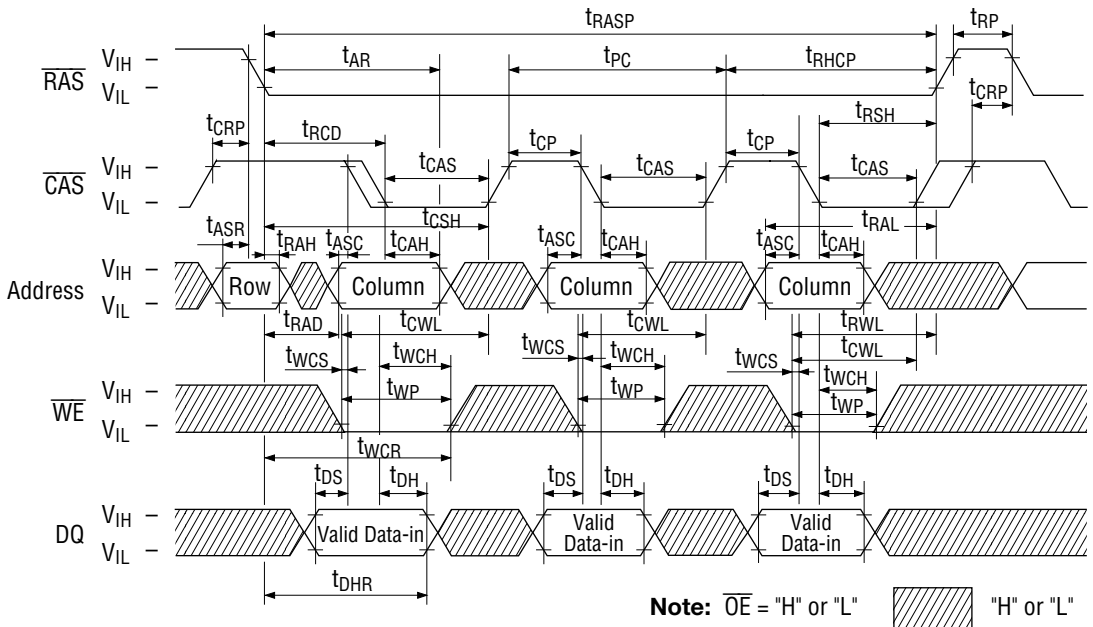 tRASP
tRP
VIH
tAR
tPC
tRHCP
RAS
VIL
tCRP
tCRP
tRCD
tCP
tCP
tRSH
VIH
tCAS
tCAS
tCAS
CAS
VIL
tASR
tCSH
tRAL
tRAH
tASC
tCAH
tASC
tCAH
tASC
tCAH
VIH
Address
Row
Column
Column
Column
VIL
tRAD
tCWL
tCWL
tRWL
tWCS
tWCH
tWCS
tWCH
tWCS
tCWL
tWCH
VIH
WE
tWP
tWP
tWP
VIL
tWCR
tDS
tDH
tDS
tDH
tDS
tDH
VIH
DQ
Valid Data-in
Valid
Data-in
Valid
Data-in
VIL
tDHR
Note: OE = "H" or "L"
"H" or "L"